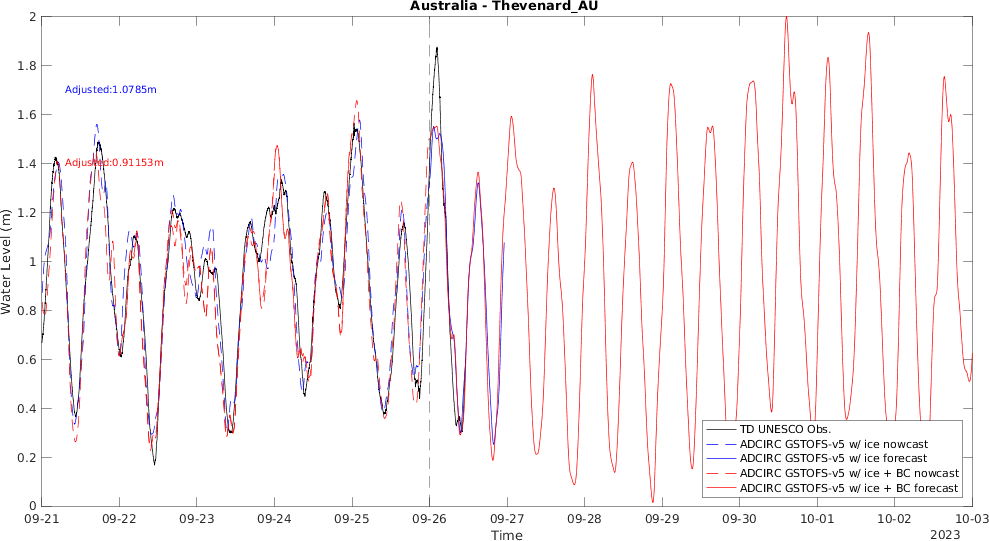 Australia - Thevenard_AU
2
1.8
1.6
1.4
1.2
1
0.8
0.6
0.4
0.2
0
Water Level (m)
Adjusted:1.0785m
Adjusted:0.91153m
TD UNESCO Obs.
ADCIRC GSTOFS-v5 w/ ice nowcast
ADCIRC GSTOFS-v5 w/ ice forecast
ADCIRC GSTOFS-v5 w/ ice + BC nowcast
ADCIRC GSTOFS-v5 w/ ice + BC forecast
09-21 09-22 09-23 09-24 09-25 09-26 09-27 09-28 09-29 09-30 10-01 10-02 10-03
Time
2023